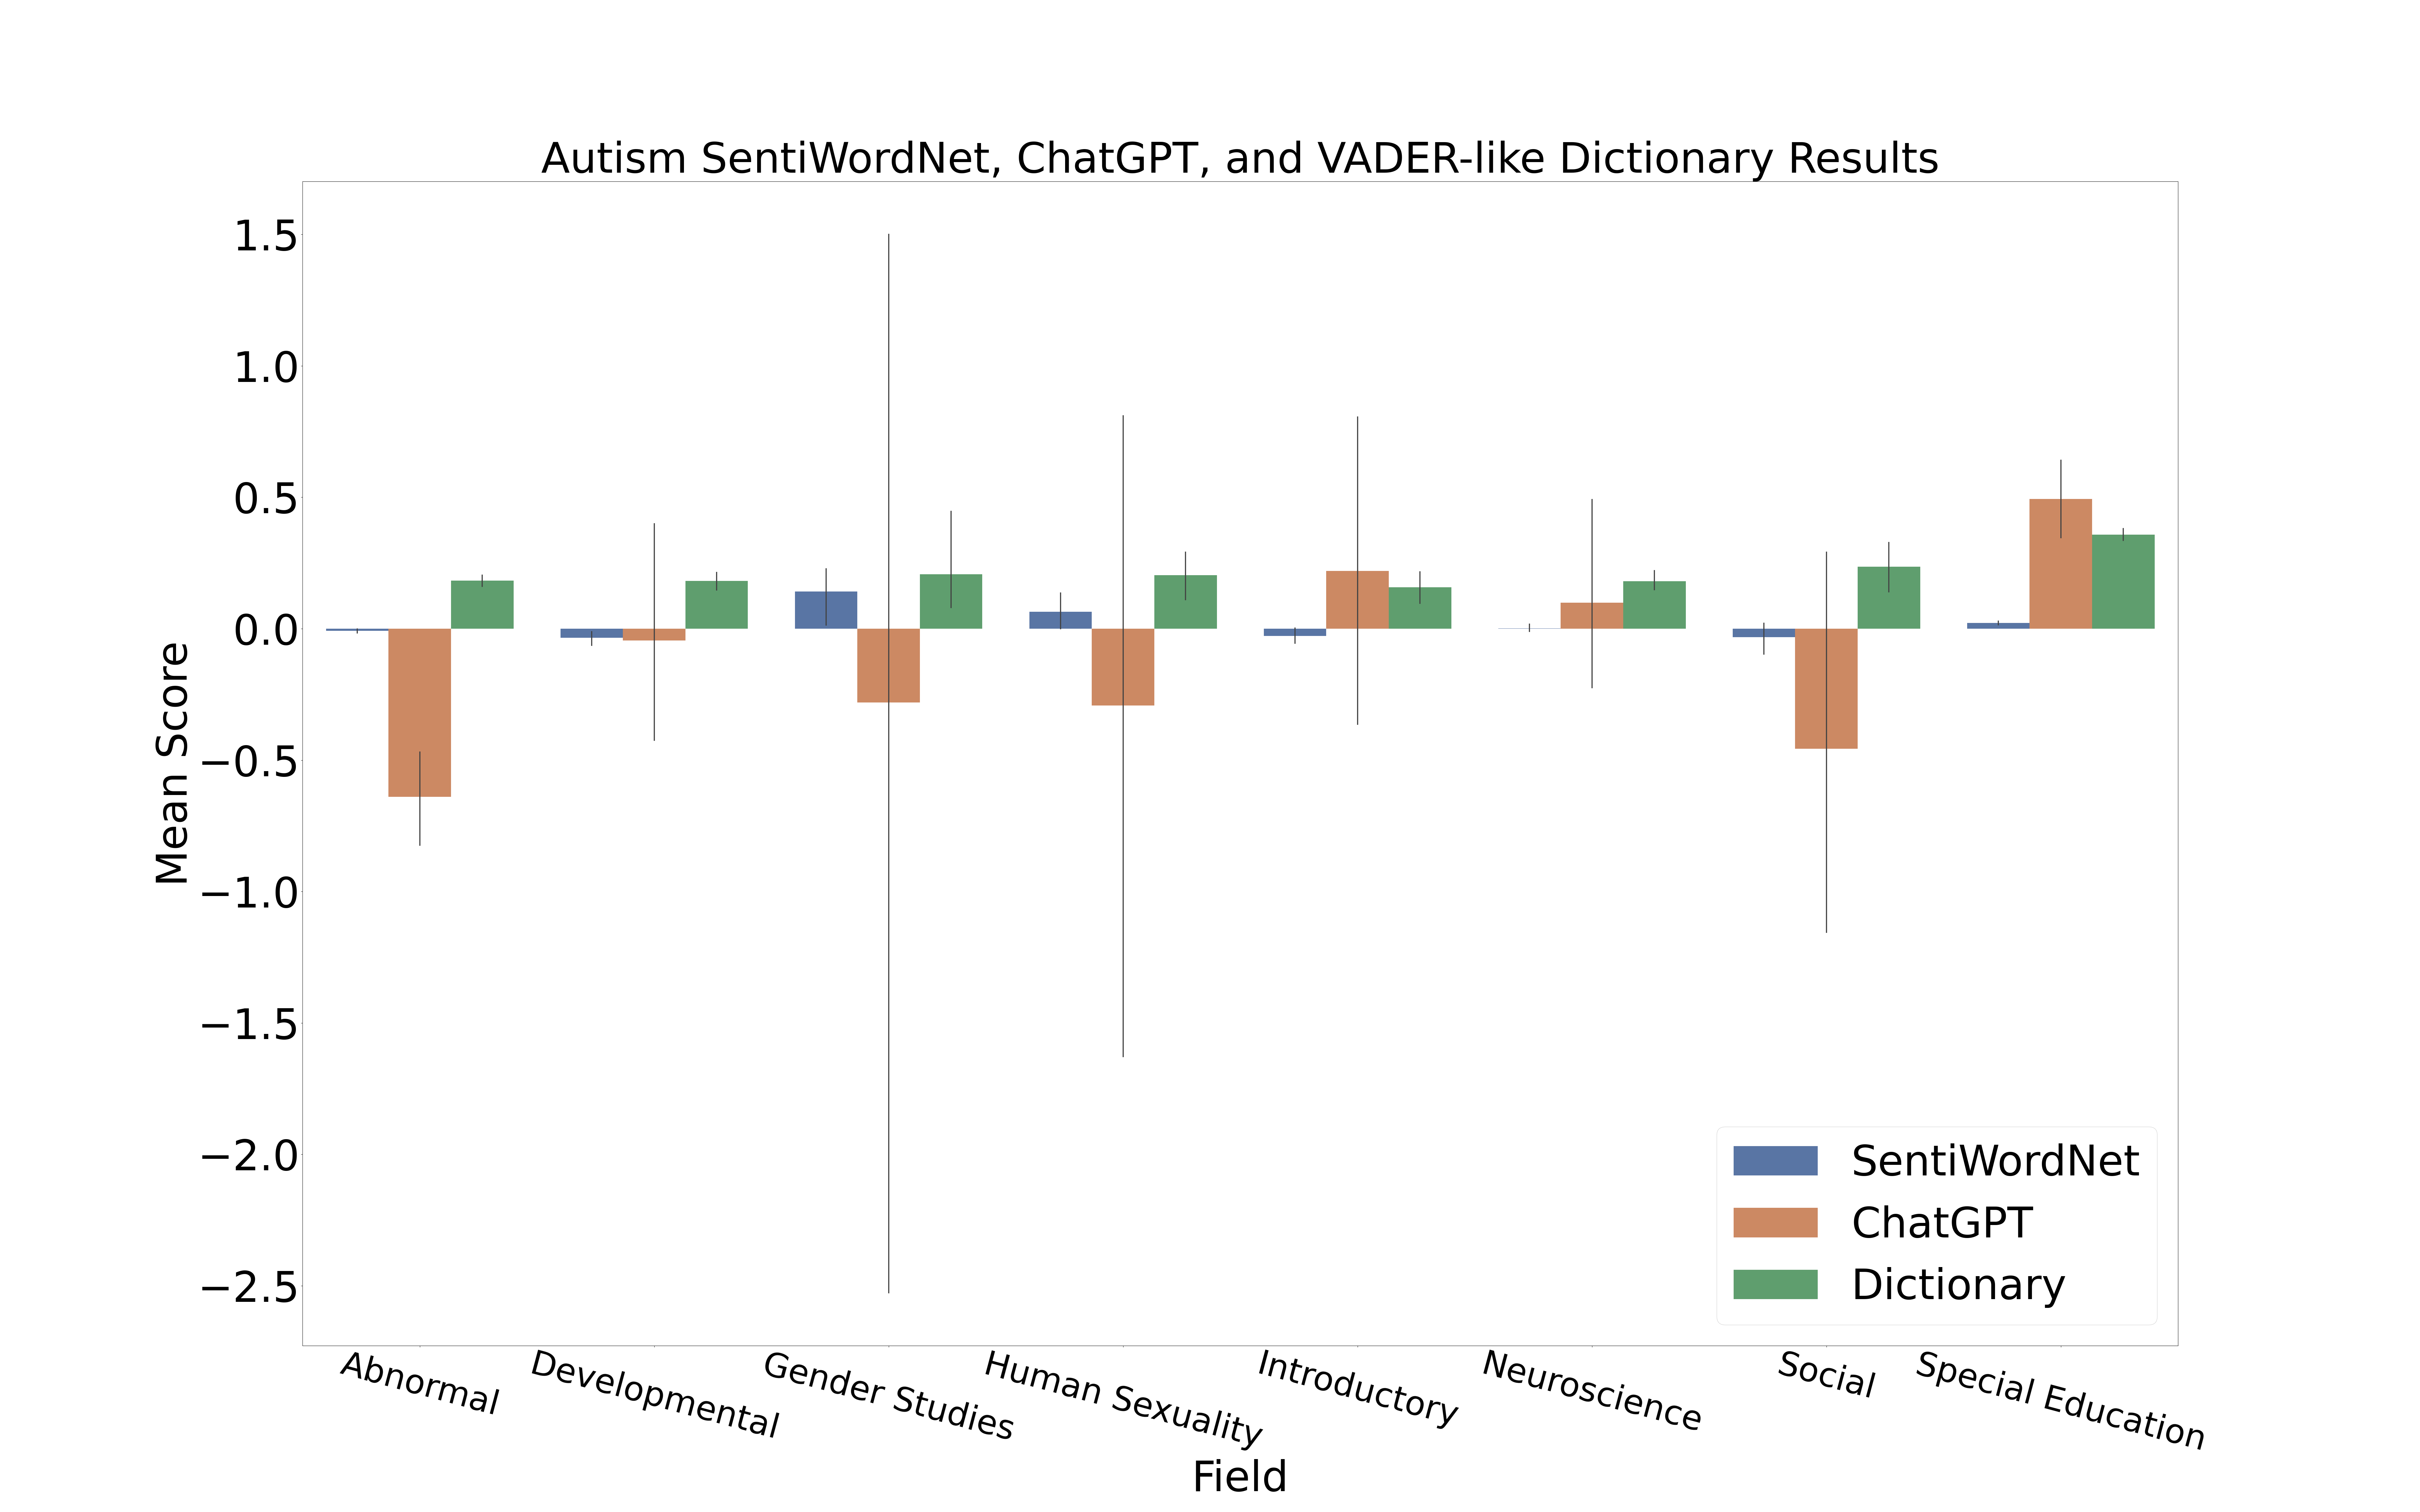 Autism SentiWordNet, ChatGPT, and VADER-like Dictionary Results
1.5
1.0
0.5
0.0
−0.5
−1.0
−1.5
−2.0
−2.5
Mean Score
SentiWordNet
ChatGPT
Dictionary
Abnormal
Developmental
Gender Studies
Human Sexuality
Introductory
Neuroscience
Social
Special Education
Field